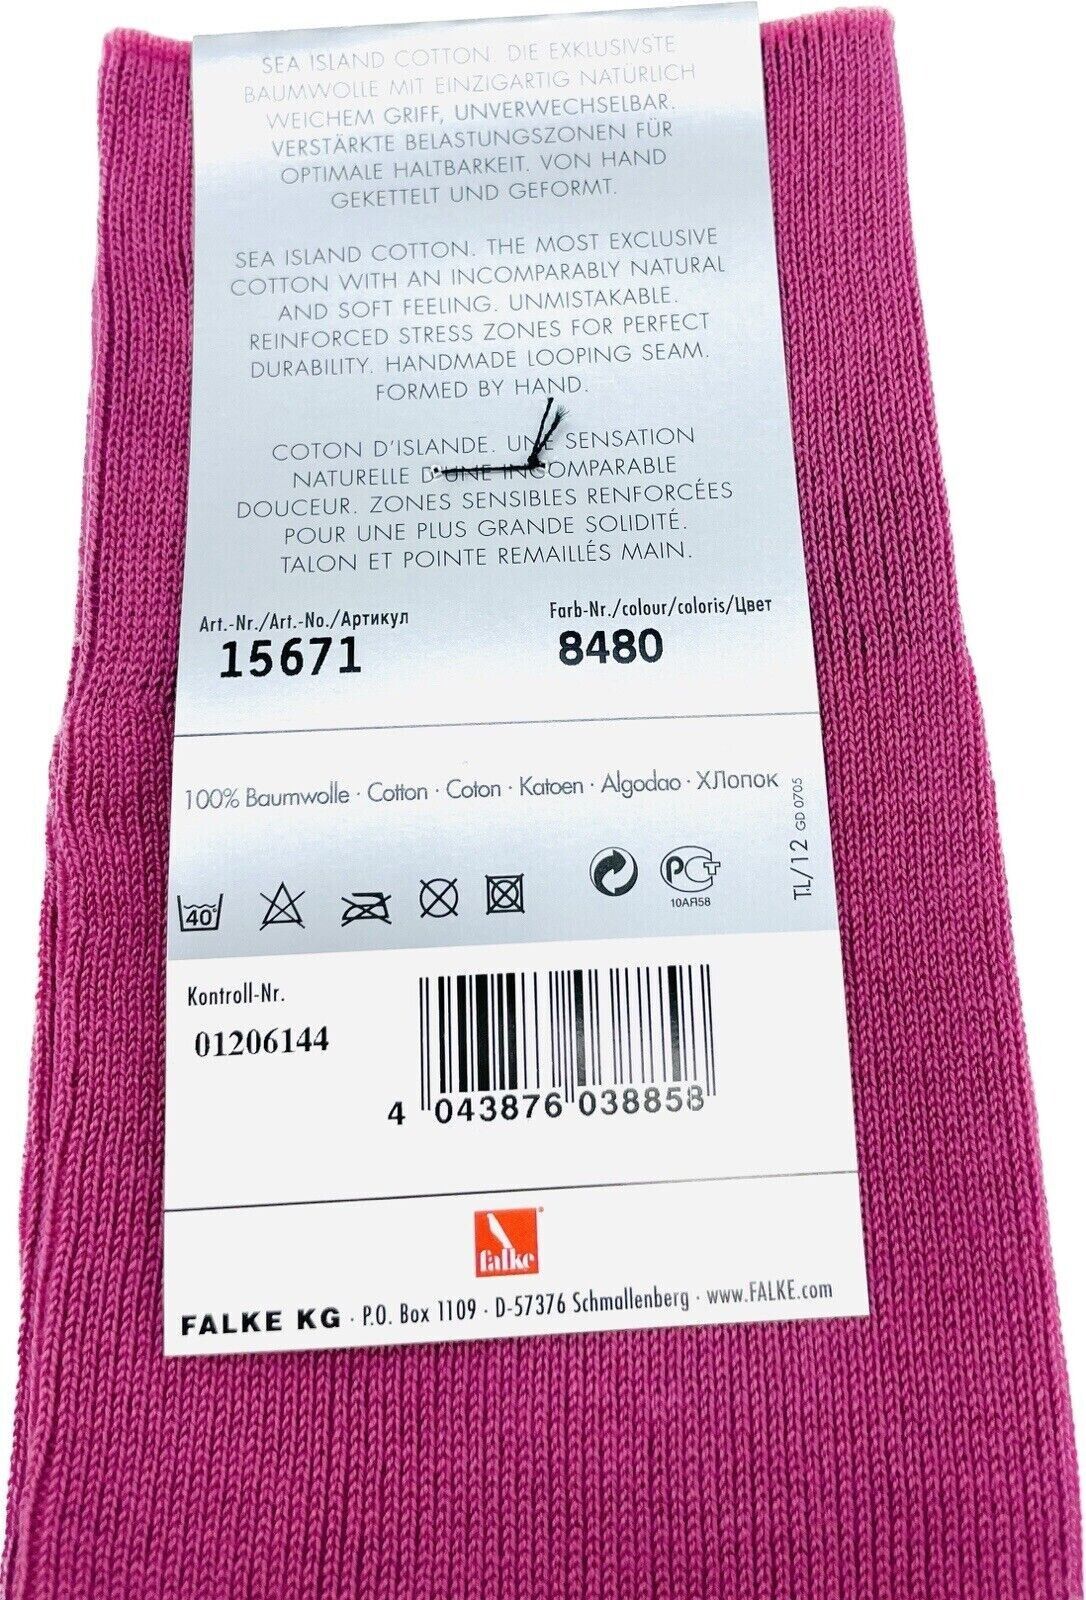 SEA ISLAND COTTON. DIE EXKLUSIVSTE
BAUMWOLLE MIT EINZIGARTIG NATÜRLICH
WEICHEM GRIFF, UNVERWECHSELBAR.
VERSTÄRKTE BELASTUNGSZONEN FÜR
OPTIMALE HALTBARKEIT. VON HAND
GEKETTELT UND GEFORMT.
SEA ISLAND COTTON. THE MOST EXCLUSIVE
COTTON WITH AN INCOMPARABLY NATURAL
AND SOFT FEELING. UNMISTAKABLE.
REINFORCED STRESS ZONES FOR PERFECT
DURABILITY. HANDMADE LOOPING SEAM.
FORMED BY HAND.
COTON D'ISLANDE. UNE SENSATION
NATURELLE D'UNE INCOMPARABLE
DOUCEUR. ZONES SENSIBLES RENFORCÉES
POUR UNE PLUS GRANDE SOLIDITÉ.
TALON ET POINTE REMAILLÉS MAIN.
Art.-Nr./Art.-No./Артикул
15671
Farb-Nr./colour/coloris/Цвет
8480
100% Baumwolle · Cotton · Coton · Katoen · Algodao · ХЛопок
T.L/12 GD 0705
40°
РСТ
10АЯ58
Kontroll-Nr.
01206144
4 043876 038858
falke
FALKE KG · P.O. Box 1109 · D-57376 Schmallenberg · www.FALKE.com